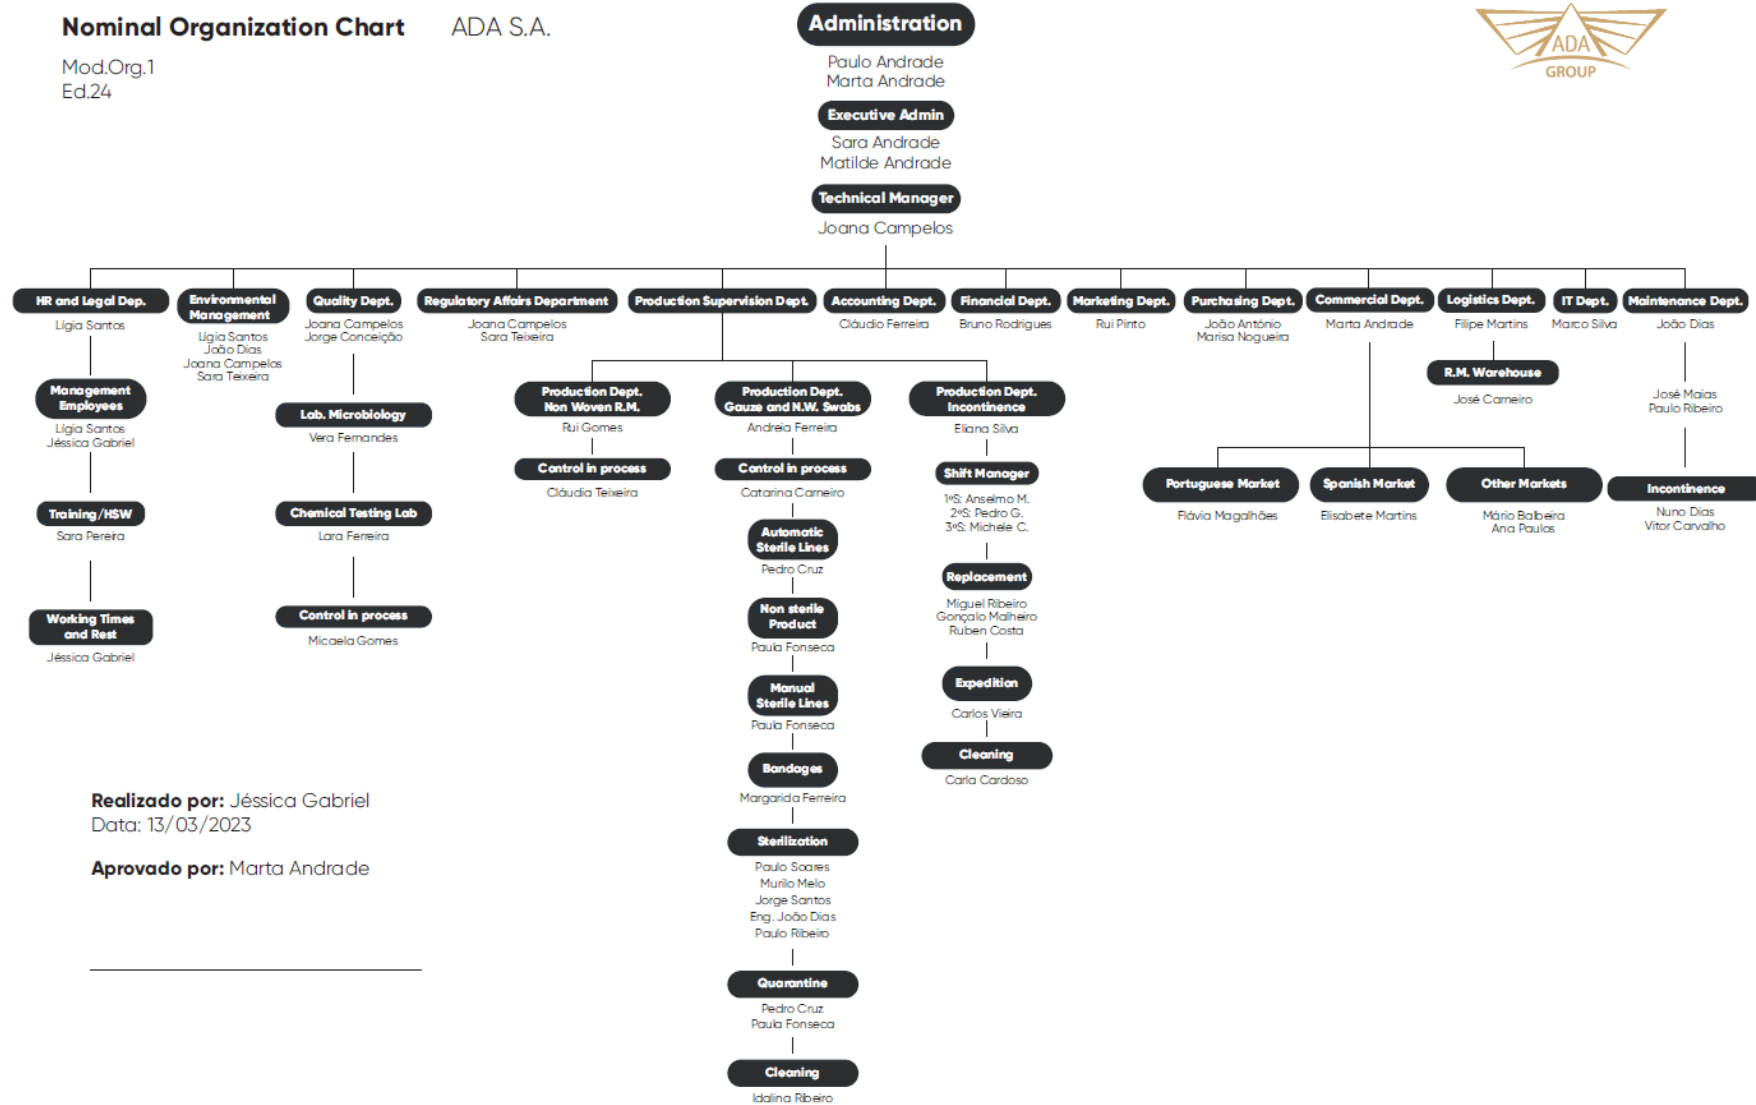 Nominal Organization Chart ADA S.A.
Mod.Org.1
Ed.24
ADA
GROUP
Administration
Paulo Andrade
Marta Andrade
Executive Admin
Sara Andrade
Matilde Andrade
Technical Manager
Joana Campelos
HR and Legal Dep.
Lígia Santos
Management
Employees
Lígia Santos
Jéssica Gabriel
Training/HSW
Sara Pereira
Working Times
and Rest
Jéssica Gabriel
Environmental
Management
Lígia Santos
João Dias
Joana Campelos
Sara Teixeira
Quality Dept.
Joana Campelos
Jorge Conceição
Lab. Microbiology
Vera Fernandes
Chemical Testing Lab
Lara Ferreira
Control in process
Micaela Gomes
Regulatory Affairs Department
Joana Campelos
Sara Teixeira
Production Supervision Dept.
Production Dept.
Non Woven R.M.
Rui Gomes
Control in process
Cláudia Teixeira
Production Dept.
Gauze and N.W. Swabs
Andreia Ferreira
Control in process
Catarina Carneiro
Automatic
Sterile Lines
Pedro Cruz
Non sterile
Product
Paula Fonseca
Manual
Sterile Lines
Paula Fonseca
Bandages
Margarida Ferreira
Sterilization
Paulo Soares
Murilo Melo
Jorge Santos
Eng. João Dias
Paulo Ribeiro
Quarantine
Pedro Cruz
Paula Fonseca
Cleaning
Idalina Ribeiro
Production Dept.
Incontinence
Eliana Silva
Shift Manager
1ºS: Anselmo M.
2ºS: Pedro G.
3ºS: Michele C.
Replacement
Miguel Ribeiro
Gonçalo Malheiro
Ruben Costa
Expedition
Carlos Vieira
Cleaning
Carla Cardoso
Accounting Dept.
Cláudio Ferreira
Financial Dept.
Bruno Rodrigues
Marketing Dept.
Rui Pinto
Purchasing Dept.
João António
Marisa Nogueira
Commercial Dept.
Marta Andrade
Portuguese Market
Flávia Magalhães
Spanish Market
Elisabete Martins
Other Markets
Mário Balbeira
Ana Paulos
Logistics Dept.
Filipe Martins
R.M. Warehouse
José Carneiro
IT Dept.
Marco Silva
Maintenance Dept.
João Dias
José Maias
Paulo Ribeiro
Incontinence
Nuno Dias
Vitor Carvalho
Realizado por: Jéssica Gabriel
Data: 13/03/2023
Aprovado por: Marta Andrade